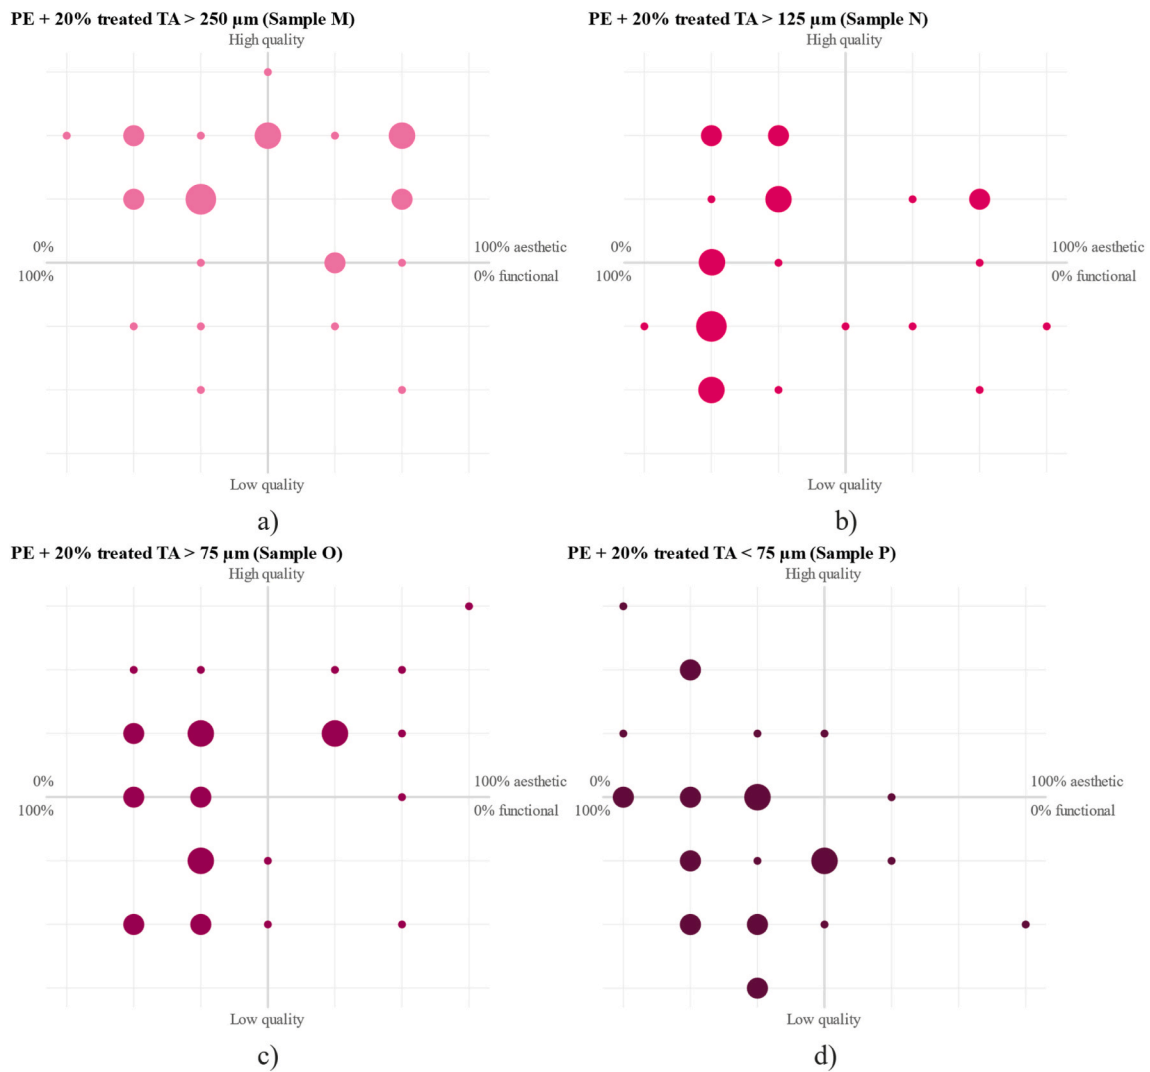 PE + 20% treated TA > 250 µm (Sample M)
High quality
0%
100% aesthetic
100%
0% functional
Low quality
a)
PE + 20% treated TA > 125 µm (Sample N)
High quality
0%
100% aesthetic
100%
0% functional
Low quality
b)
PE + 20% treated TA > 75 µm (Sample O)
High quality
0%
100% aesthetic
100%
0% functional
Low quality
c)
PE + 20% treated TA < 75 µm (Sample P)
High quality
0%
100% aesthetic
100%
0% functional
Low quality
d)